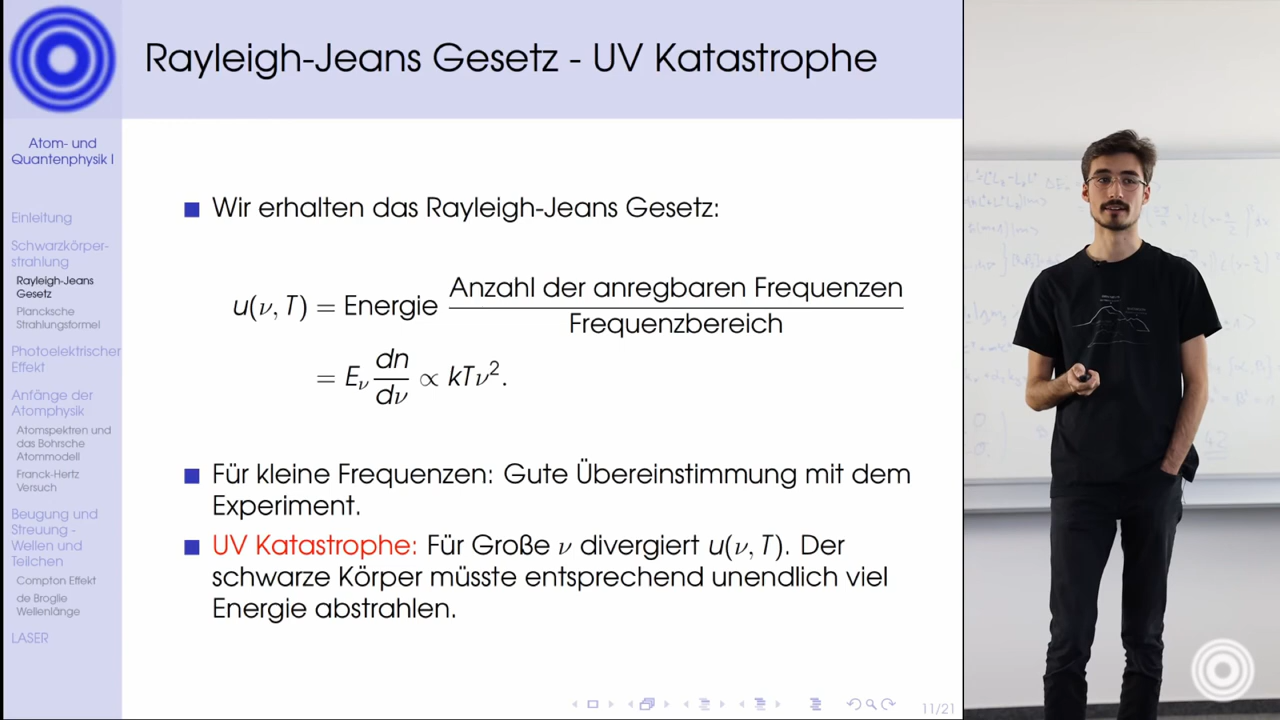 Rayleigh-Jeans Gesetz - UV Katastrophe
Atom- und
Quantenphysik I
Einleitung
Schwarzkörper-
strahlung
Rayleigh-Jeans
Gesetz
Plancksche
Strahlungsformel
Photoelektrischer
Effekt
Anfänge der
Atomphysik
Atomspektren und
das Bohrsche
Atommodell
Franck-Hertz
Versuch
Beugung und
Streuung -
Wellen und
Teilchen
Compton Effekt
de Broglie
Wellenlänge
LASER
Wir erhalten das Rayleigh-Jeans Gesetz:
u(ν, T) = Energie Anzahl der anregbaren Frequenzen / Frequenzbereich
= E_ν dn/dν ∝ kTν².
Für kleine Frequenzen: Gute Übereinstimmung mit dem
Experiment.
UV Katastrophe: Für Große ν divergiert u(ν, T). Der
schwarze Körper müsste entsprechend unendlich viel
Energie abstrahlen.
11/21
42